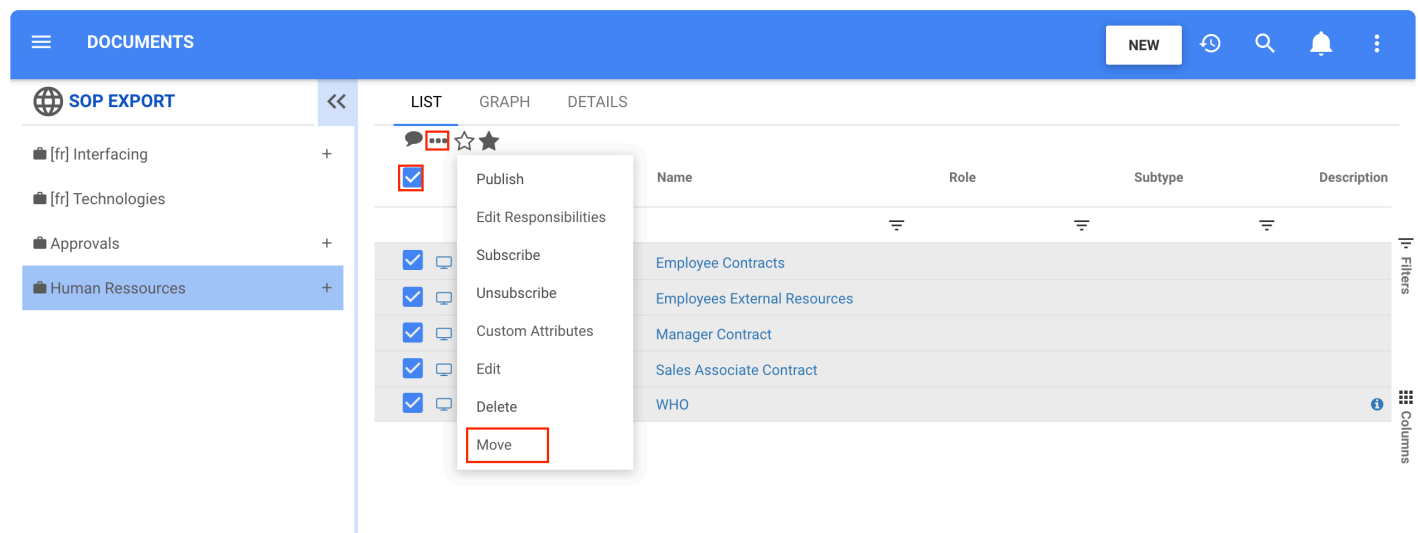 DOCUMENTS
NEW
SOP EXPORT
LIST GRAPH DETAILS
[fr] Interfacing +
[fr] Technologies
Approvals +
Human Ressources +
Publish
Edit Responsibilities
Subscribe
Unsubscribe
Custom Attributes
Edit
Delete
Move
Name Role Subtype Description
Employee Contracts
Employees External Resources
Manager Contract
Sales Associate Contract
WHO
Filters
Columns